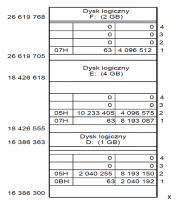 26 619 768
Dysk logiczny
F: (2 GB)
0 0 4
0 0 3
0 0 2
07H 63 4 096 512 1
26 619 705
18 426 618
Dysk logiczny
E: (4 GB)
0 0 4
0 0 3
05H 10 233 405 4 096 575 2
07H 63 8 193 087 1
18 426 555
16 386 363
Dysk logiczny
D: (1 GB)
0 0 4
0 0 3
05H 2 040 255 8 193 150 2
0BH 63 2 040 192 1
16 386 300
x